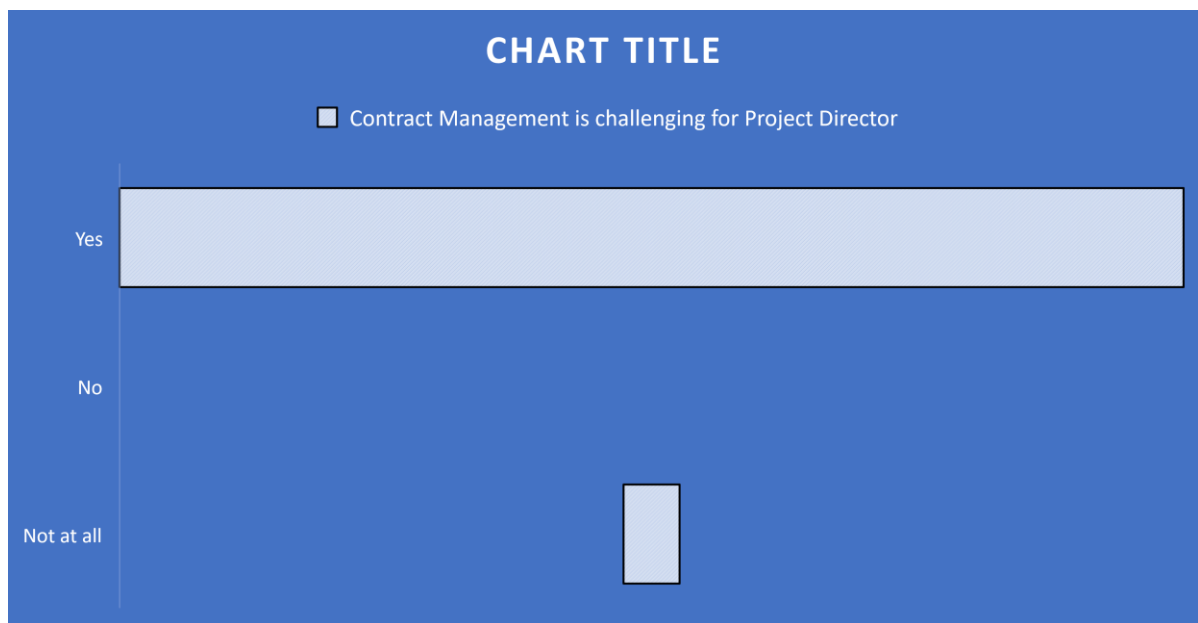 CHART TITLE
Contract Management is challenging for Project Director
Yes
No
Not at all